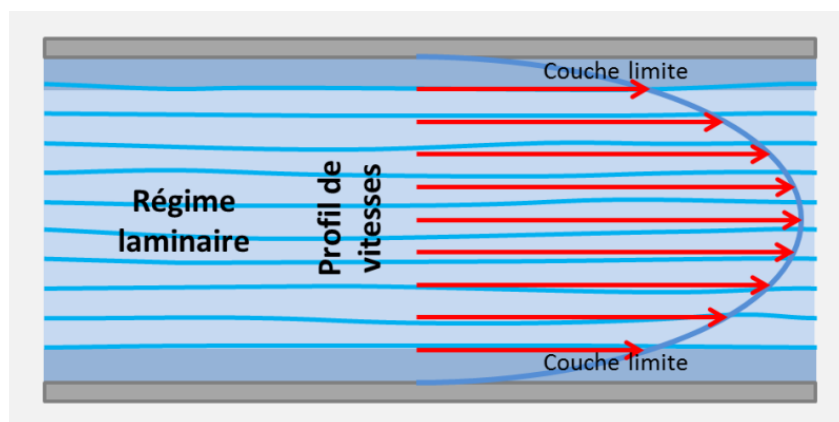 Couche limite
Régime
laminaire
Profil de
vitesses
Couche limite